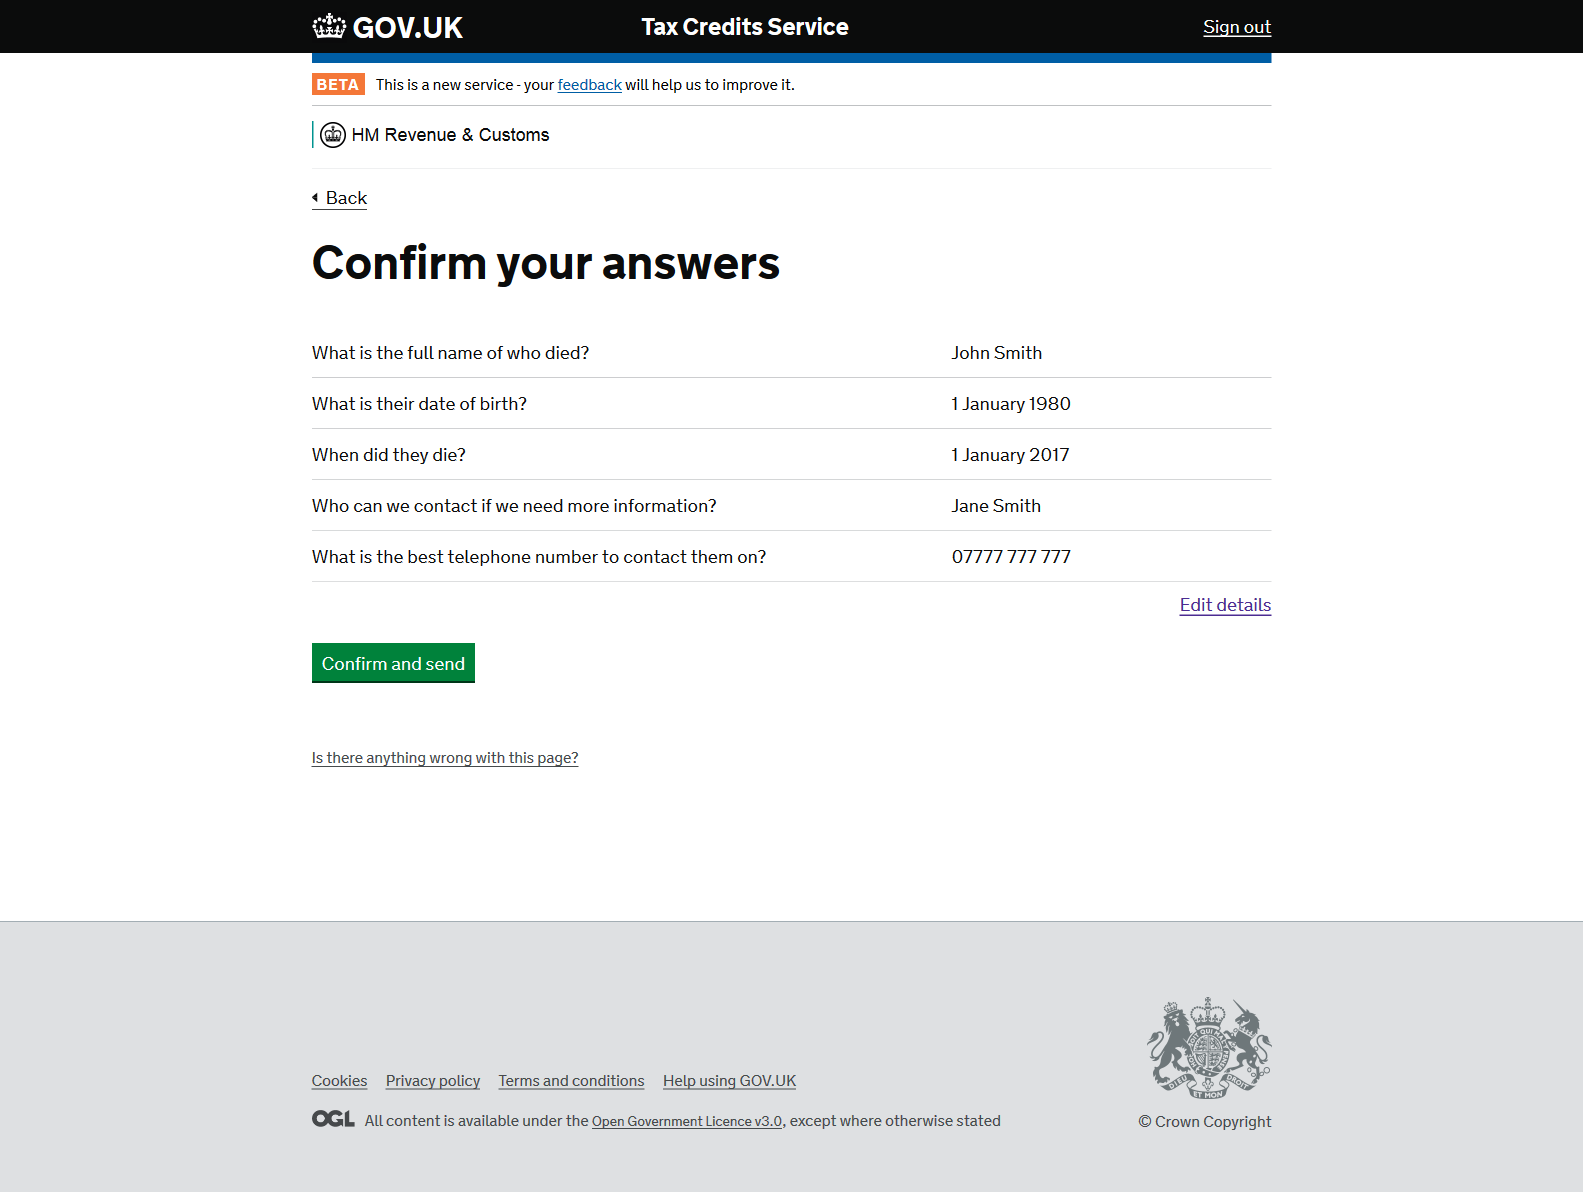 GOV.UK Tax Credits Service Sign out
BETA This is a new service - your feedback will help us to improve it.
HM Revenue & Customs
Back
Confirm your answers
What is the full name of who died? John Smith
What is their date of birth? 1 January 1980
When did they die? 1 January 2017
Who can we contact if we need more information? Jane Smith
What is the best telephone number to contact them on? 07777 777 777
Edit details
Confirm and send
Is there anything wrong with this page?
Cookies Privacy policy Terms and conditions Help using GOV.UK
OGL All content is available under the Open Government Licence v3.0, except where otherwise stated
DIEU ET MON DROIT
© Crown Copyright